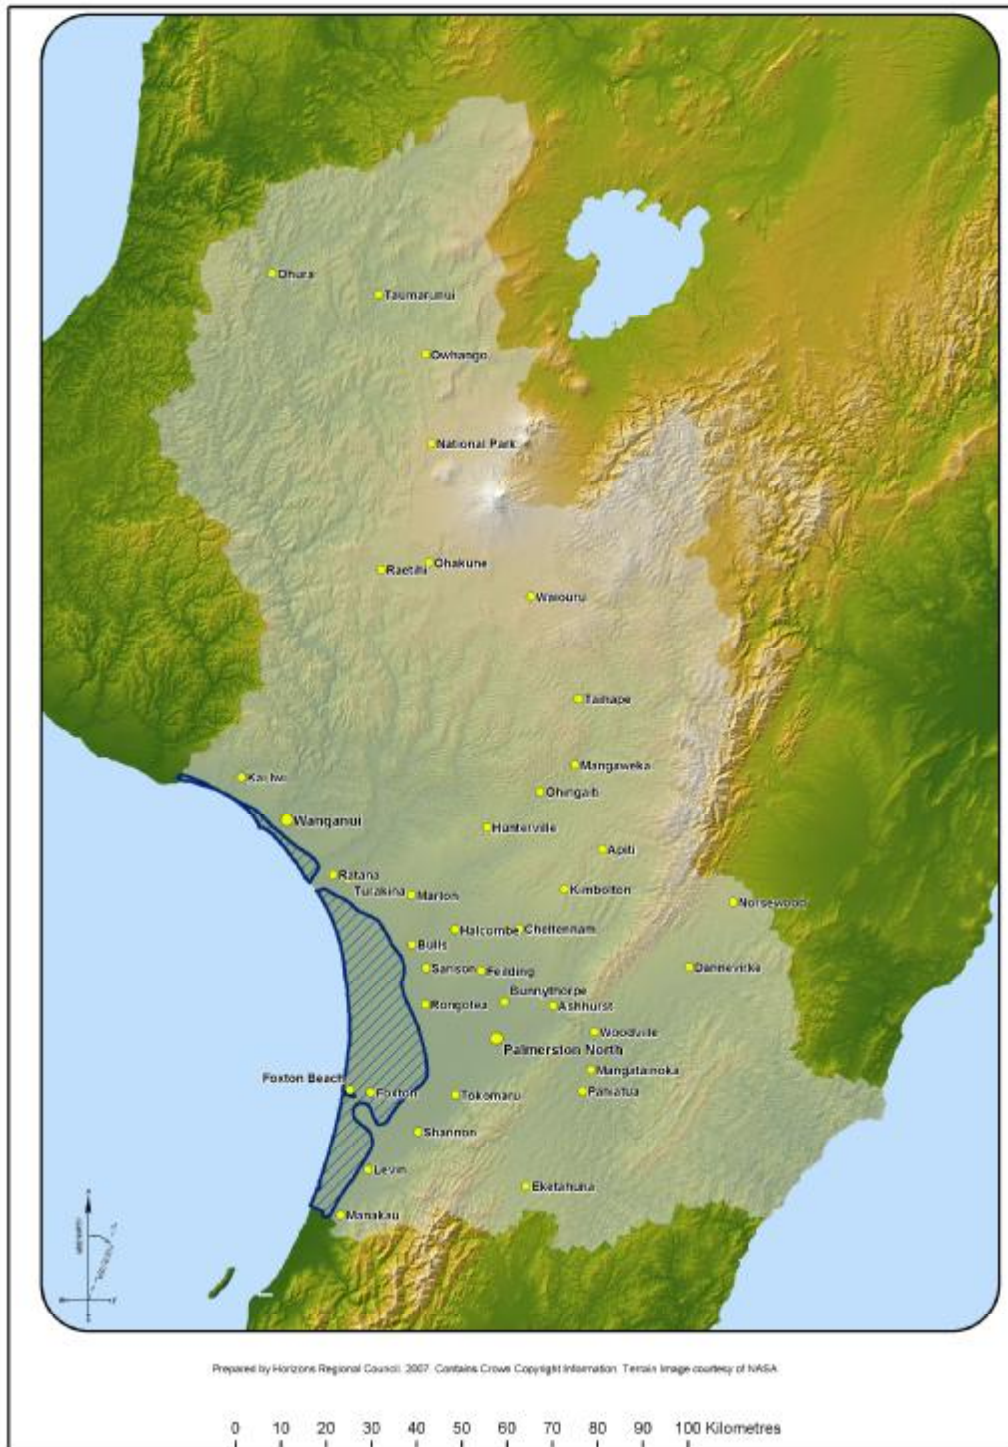 Ohura
Taumarunui
Owhango
National Park
Raetihi
Ohakune
Waiouru
Taihape
Mangaweka
Kai Iwi
Ohingaiti
Wanganui
Hunterville
Apiti
Ratana
Turakina
Marton
Kimbolton
Norsewood
Halcombe
Cheltenham
Bulls
Sanson
Feilding
Dannevirke
Bunnythorpe
Rongotea
Ashhurst
Woodville
Palmerston North
Mangatainoka
Foxton Beach
Foxton
Tokomaru
Pahiatua
Shannon
Levin
Eketahuna
Manakau
Prepared by Horizons Regional Council. 2007. Contains Crown Copyright Information. Terrain Image courtesy of NASA
0 10 20 30 40 50 60 70 80 90 100 Kilometres